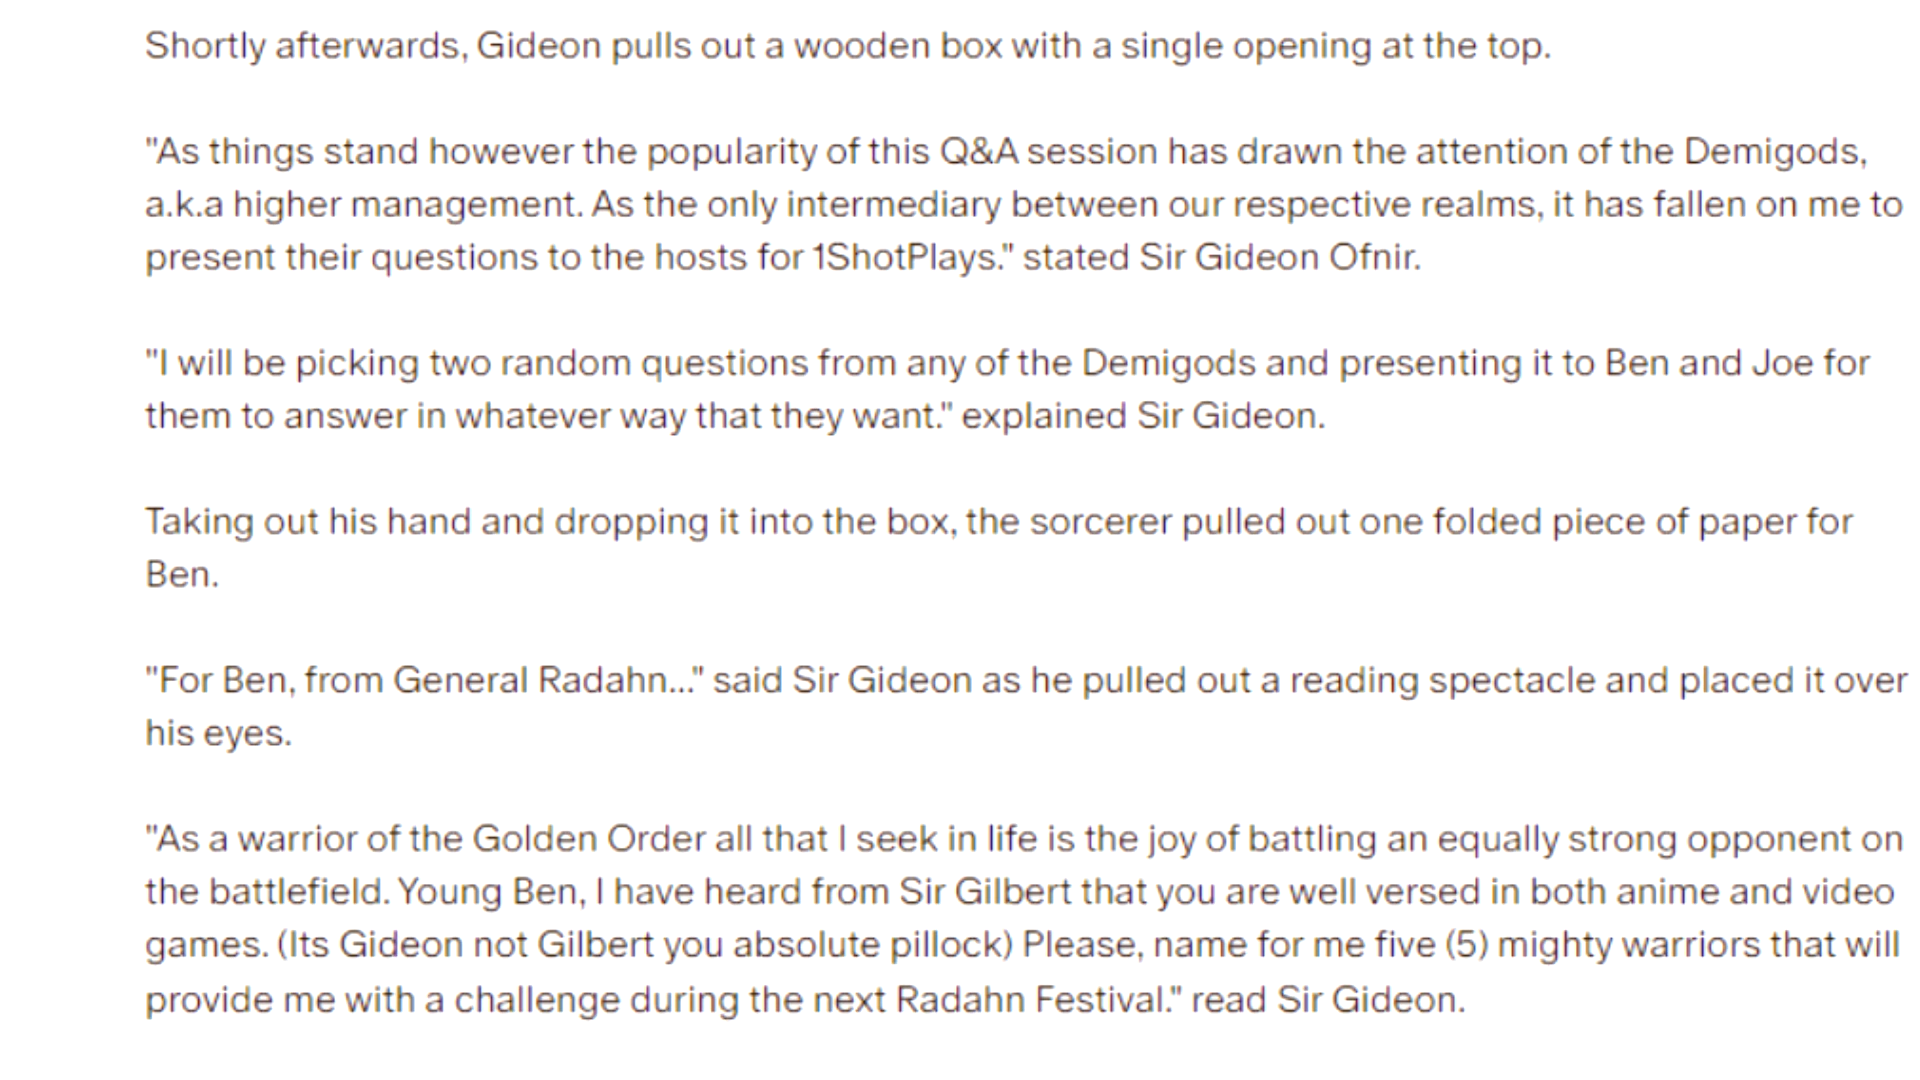 Shortly afterwards, Gideon pulls out a wooden box with a single opening at the top.
"As things stand however the popularity of this Q&A session has drawn the attention of the Demigods,
a.k.a higher management. As the only intermediary between our respective realms, it has fallen on me to
present their questions to the hosts for 1ShotPlays." stated Sir Gideon Ofnir.
"I will be picking two random questions from any of the Demigods and presenting it to Ben and Joe for
them to answer in whatever way that they want." explained Sir Gideon.
Taking out his hand and dropping it into the box, the sorcerer pulled out one folded piece of paper for
Ben.
"For Ben, from General Radahn..." said Sir Gideon as he pulled out a reading spectacle and placed it over
his eyes.
"As a warrior of the Golden Order all that I seek in life is the joy of battling an equally strong opponent on
the battlefield. Young Ben, I have heard from Sir Gilbert that you are well versed in both anime and video
games. (Its Gideon not Gilbert you absolute pillock) Please, name for me five (5) mighty warriors that will
provide me with a challenge during the next Radahn Festival." read Sir Gideon.